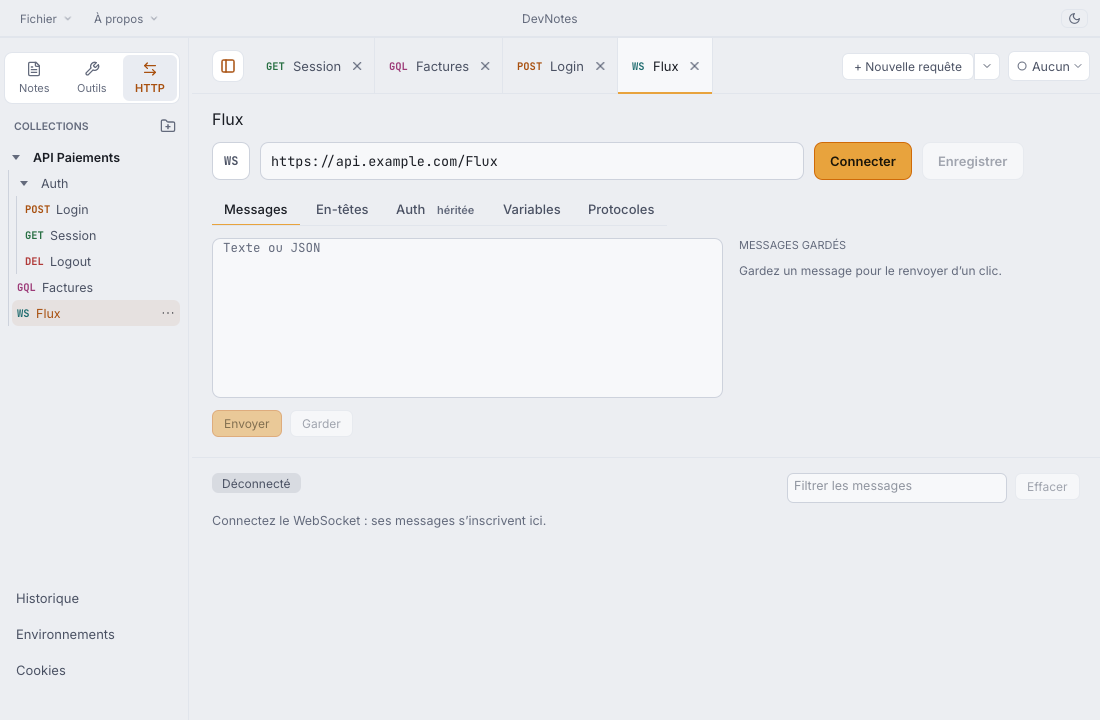 Fichier
À propos
DevNotes
Notes
Outils
HTTP
GET Session
GQL Factures
POST Login
WS Flux
+ Nouvelle requête
Aucun
COLLECTIONS
API Paiements
Auth
POST Login
GET Session
DEL Logout
GQL Factures
WS Flux ...
Historique
Environnements
Cookies
Flux
WS
https://api.example.com/Flux
Connecter
Enregistrer
Messages
En-têtes
Auth héritée
Variables
Protocoles
Texte ou JSON
MESSAGES GARDÉS
Gardez un message pour le renvoyer d’un clic.
Envoyer
Garder
Déconnecté
Filtrer les messages
Effacer
Connectez le WebSocket : ses messages s’inscrivent ici.